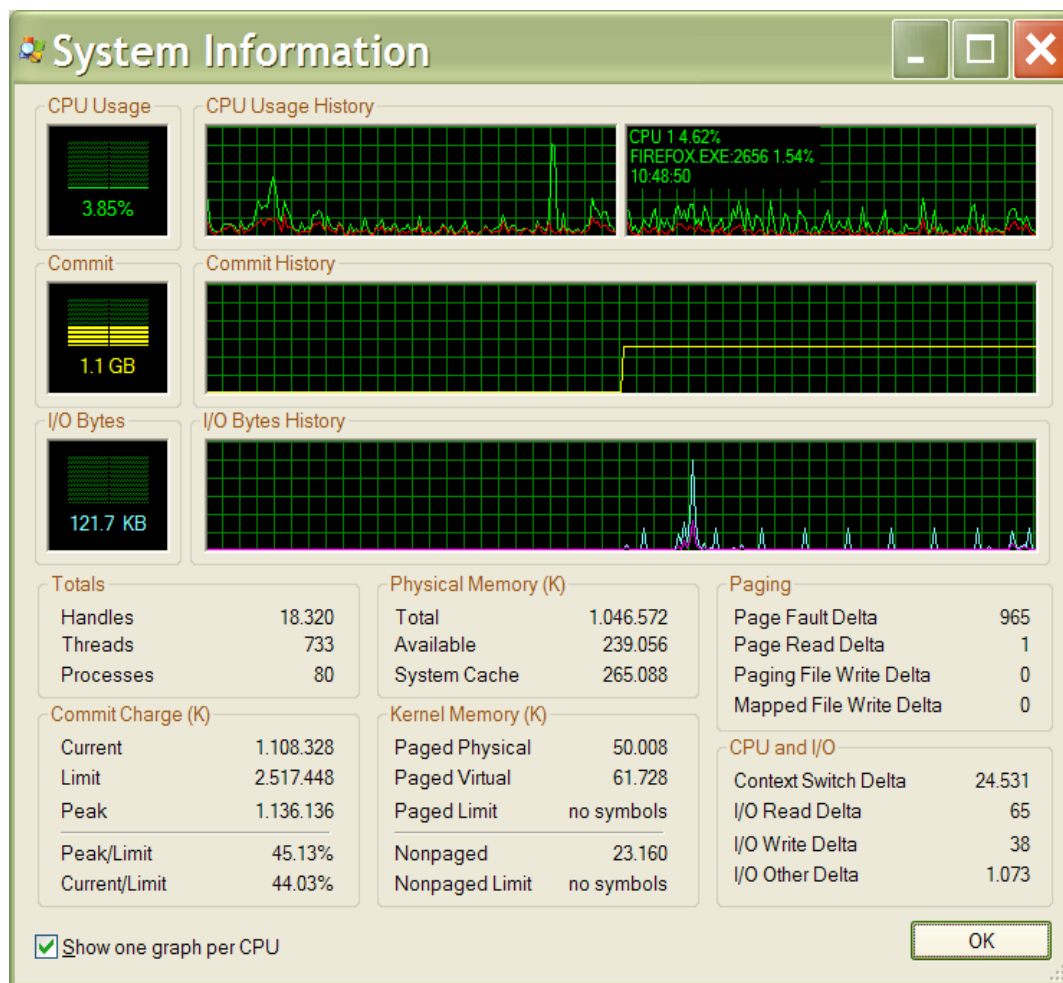 System Information
CPU Usage
CPU Usage History
3.85%
CPU 1 4.62%
FIREFOX.EXE:2656 1.54%
10:48:50
Commit
Commit History
1.1 GB
I/O Bytes
I/O Bytes History
121.7 KB
Totals
Handles 18.320
Threads 733
Processes 80
Physical Memory (K)
Total 1.046.572
Available 239.056
System Cache 265.088
Paging
Page Fault Delta 965
Page Read Delta 1
Paging File Write Delta 0
Mapped File Write Delta 0
Commit Charge (K)
Current 1.108.328
Limit 2.517.448
Peak 1.136.136
Peak/Limit 45.13%
Current/Limit 44.03%
Kernel Memory (K)
Paged Physical 50.008
Paged Virtual 61.728
Paged Limit no symbols
Nonpaged 23.160
Nonpaged Limit no symbols
CPU and I/O
Context Switch Delta 24.531
I/O Read Delta 65
I/O Write Delta 38
I/O Other Delta 1.073
Show one graph per CPU
OK